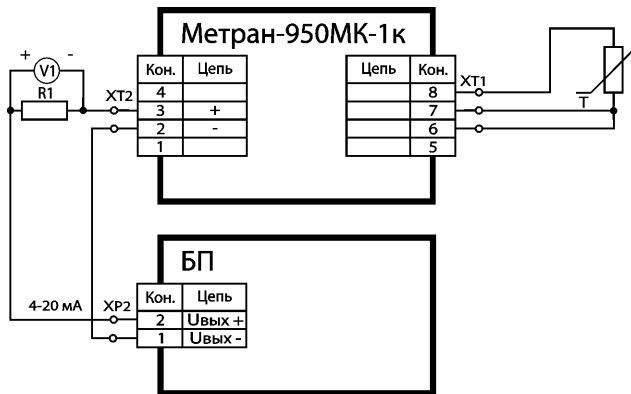 Метран-950МК-1к
+ V1 -
R1
XT2
Кон. Цепь
4
3 +
2 -
1
Цепь Кон.
8
7
6
5
XT1
T
БП
4-20 мА
XP2
Кон. Цепь
2 Uвых +
1 Uвых -